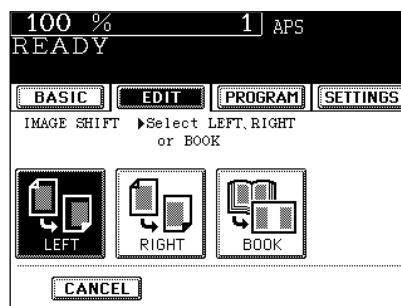 100 % 1 APS
READY
BASIC EDIT PROGRAM SETTINGS
IMAGE SHIFT ▶Select LEFT, RIGHT
or BOOK
LEFT RIGHT BOOK
CANCEL